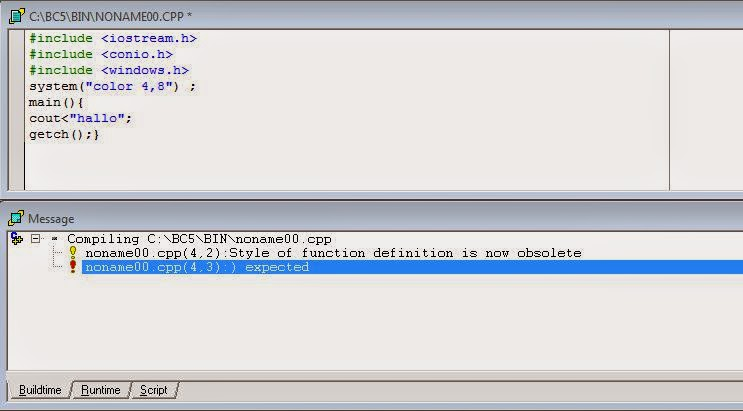 C:\BC5\BIN\NONAME00.CPP *
#include <iostream.h>
#include <conio.h>
#include <windows.h>
system("color 4,8") ;
main(){
cout<"hallo";
getch();}
Message
Compiling C:\BC5\BIN\noname00.cpp
noname00.cpp(4,2):Style of function definition is now obsolete
noname00.cpp(4,3):) expected
Buildtime Runtime Script